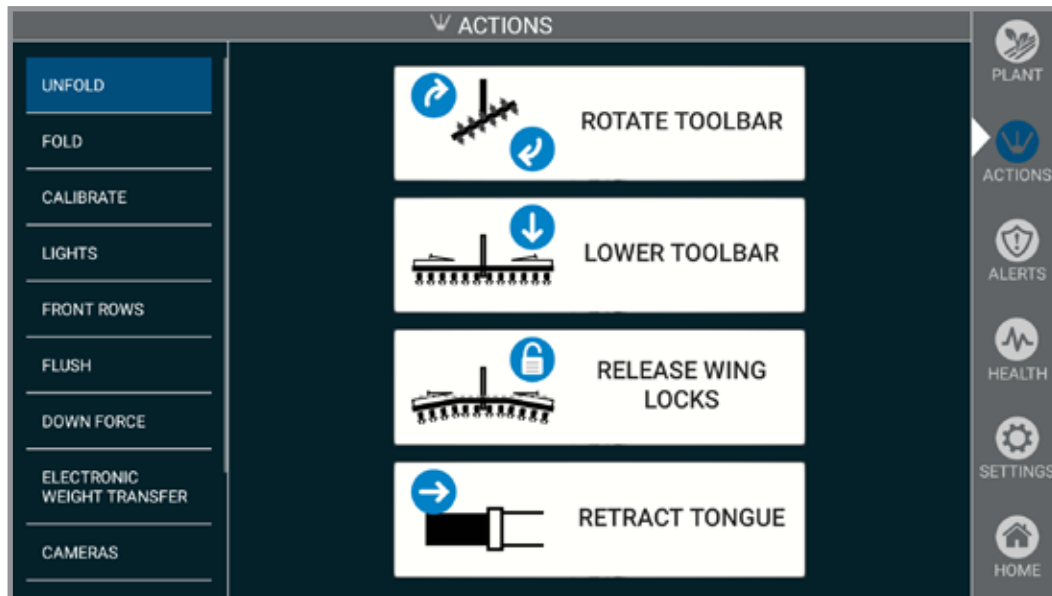 ACTIONS
UNFOLD
FOLD
CALIBRATE
LIGHTS
FRONT ROWS
FLUSH
DOWN FORCE
ELECTRONIC
WEIGHT TRANSFER
CAMERAS
ROTATE TOOLBAR
LOWER TOOLBAR
RELEASE WING
LOCKS
RETRACT TONGUE
PLANT
ACTIONS
ALERTS
HEALTH
SETTINGS
HOME